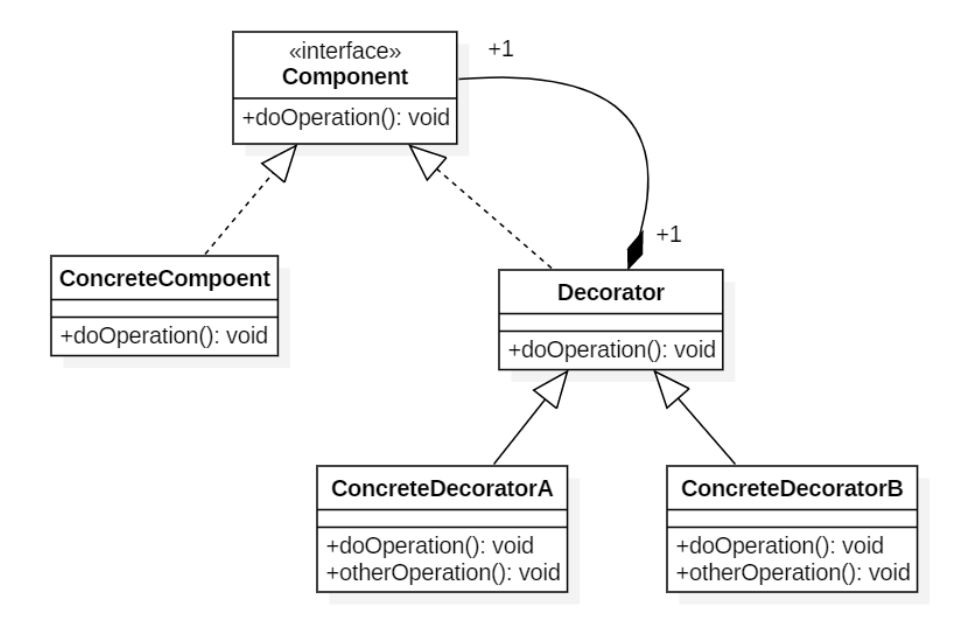 «interface»
Component
+doOperation(): void
+1
+1
ConcreteCompoent
+doOperation(): void
Decorator
+doOperation(): void
ConcreteDecoratorA
+doOperation(): void
+otherOperation(): void
ConcreteDecoratorB
+doOperation(): void
+otherOperation(): void